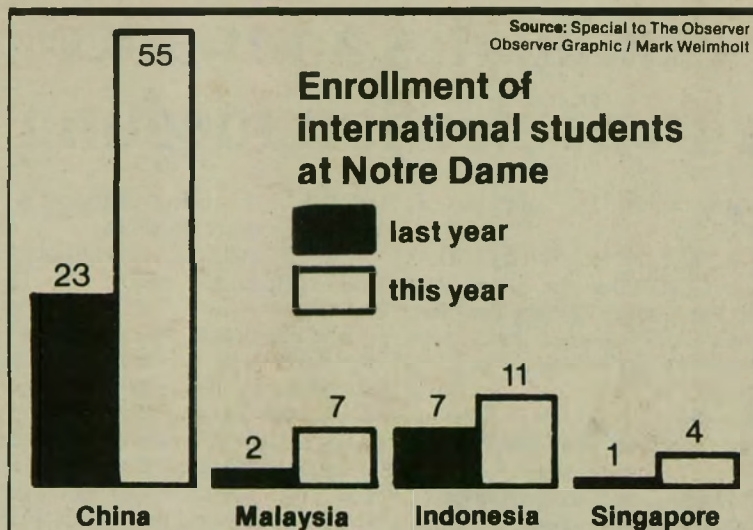 Source: Special to The Observer
Observer Graphic / Mark Weimholt
Enrollment of
international students
at Notre Dame
last year
this year
23
55
2
7
7
11
1
4
China
Malaysia
Indonesia
Singapore